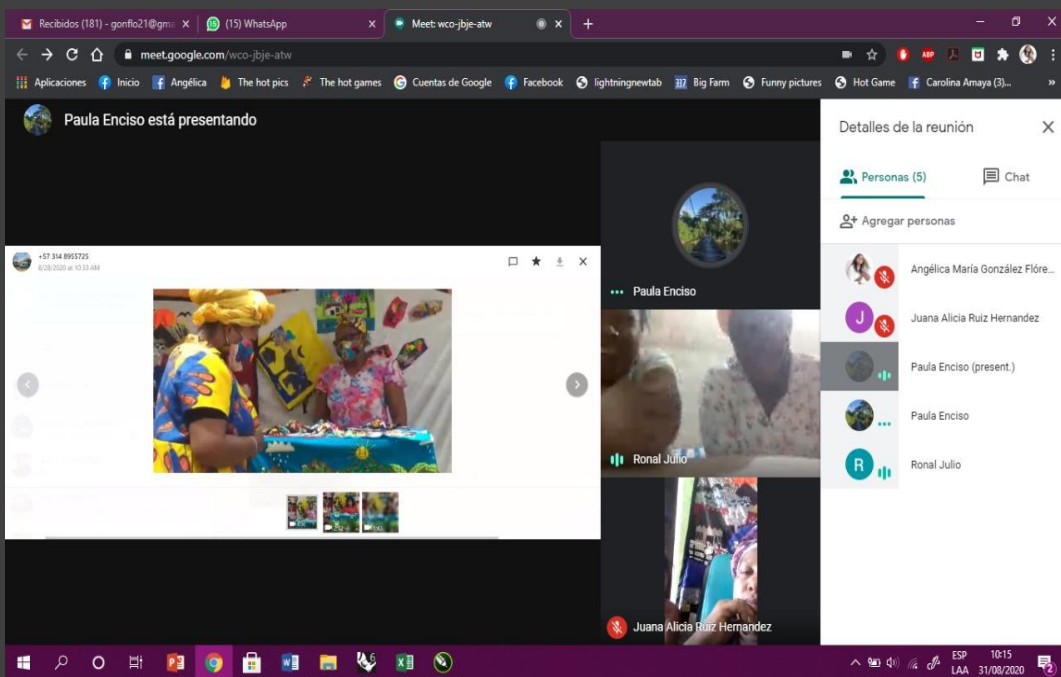 Recibidos (181) - gonflo21@gma
(15) WhatsApp
Meet: wco-jbje-atw
meet.google.com/wco-jbje-atw
ABP
Aplicaciones
Inicio
Angélica
The hot pics
The hot games
Cuentas de Google
Facebook
lightningnewtab
Big Farm
Funny pictures
Hot Game
Carolina Amaya (3)...
»
Paula Enciso está presentando
+57 314 8955725
8/28/2020 at 10:33 AM
Paula Enciso
Ronal Julio
Juana Alicia Ruiz Hernandez
Detalles de la reunión
Personas (5)
Chat
Agregar personas
Angélica María González Flóre...
J
Juana Alicia Ruiz Hernandez
Paula Enciso (present.)
Paula Enciso
R
Ronal Julio
ESP
LAA
10:15
31/08/2020
2